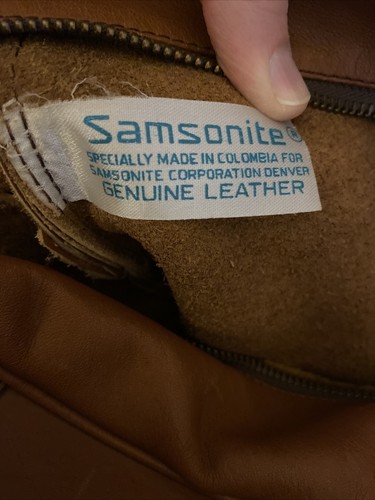 Samsonite®
SPECIALLY MADE IN COLOMBIA FOR
SAMSONITE CORPORATION DENVER
GENUINE LEATHER